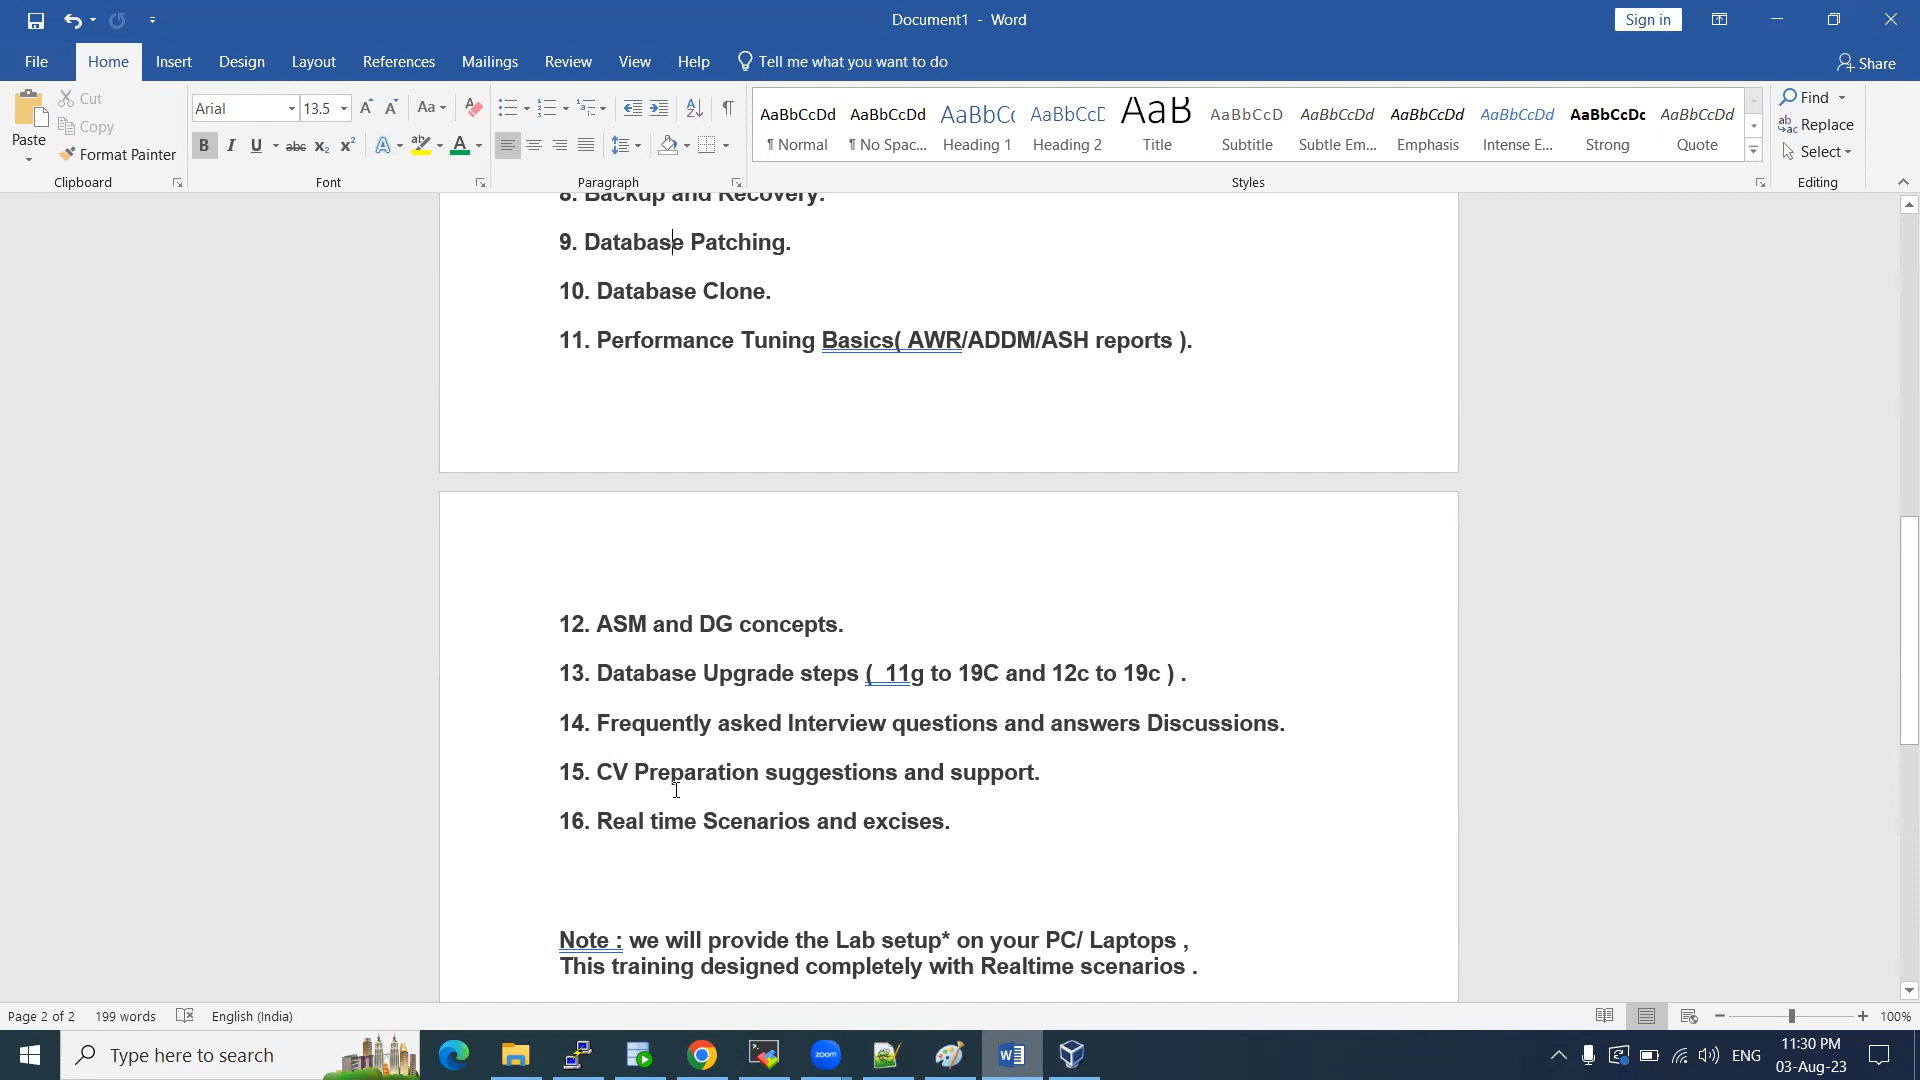 Document1 - Word
Sign in
File Home Insert Design Layout References Mailings Review View Help Tell me what you want to do Share
Paste
Cut
Copy
Format Painter
Clipboard
Arial 13.5
Font
Paragraph
AaBbCcDd AaBbCcDd AaBbCc AaBbCcC AaB AaBbCcD AaBbCcDd AaBbCcDd AaBbCcDd AaBbCcDc AaBbCcDd
¶ Normal ¶ No Spac... Heading 1 Heading 2 Title Subtitle Subtle Em... Emphasis Intense E... Strong Quote
Styles
Find
Replace
Select
Editing
8. Backup and Recovery.
9. Database Patching.
10. Database Clone.
11. Performance Tuning Basics( AWR/ADDM/ASH reports ).
12. ASM and DG concepts.
13. Database Upgrade steps ( 11g to 19C and 12c to 19c ) .
14. Frequently asked Interview questions and answers Discussions.
15. CV Preparation suggestions and support.
16. Real time Scenarios and excises.
Note : we will provide the Lab setup* on your PC/ Laptops ,
This training designed completely with Realtime scenarios .
Page 2 of 2 199 words English (India) 100%
Type here to search
zoom
ENG
11:30 PM
03-Aug-23